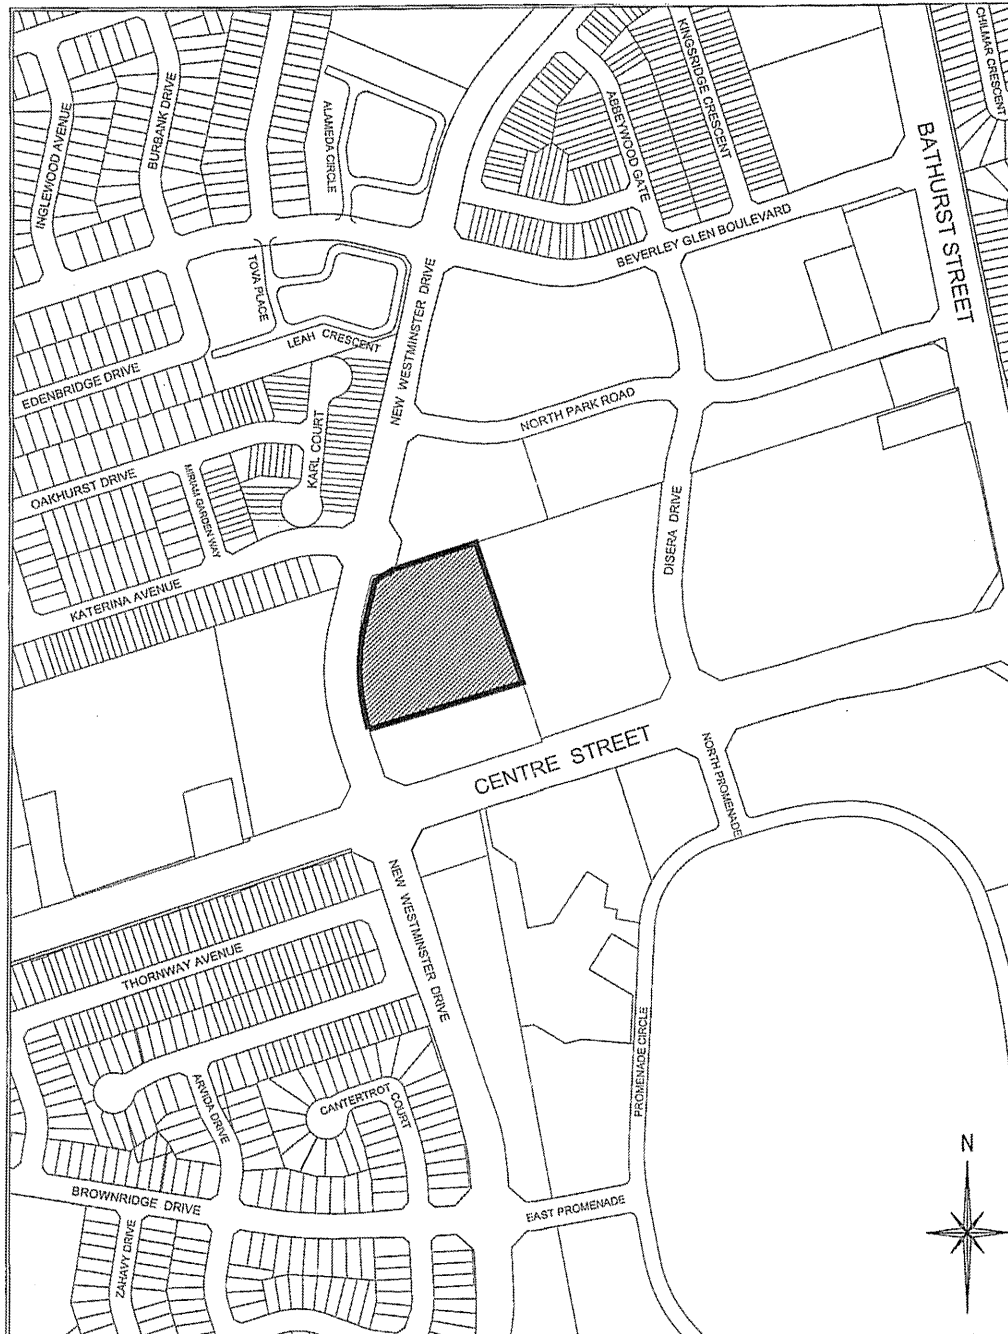 CHILMAR CRESCENT
KINGSRIDGE CRESCENT
BURBANK DRIVE
INGLEWOOD AVENUE
ALAMEDA CIRCLE
ABBEYWOOD GATE
BATHURST STREET
BEVERLEY GLEN BOULEVARD
TOVA PLACE
NEW WESTMINSTER DRIVE
LEAH CRESCENT
EDENBRIDGE DRIVE
NORTH PARK ROAD
KARL COURT
OAKHURST DRIVE
MIRIAM GARDEN WAY
DISERA DRIVE
KATERINA AVENUE
CENTRE STREET
NORTH PROMENADE
NEW WESTMINSTER DRIVE
THORNWAY AVENUE
PROMENADE CIRCLE
ARVIDA DRIVE
CANTERTROT
COURT
BROWNRIDGE DRIVE
EAST PROMENADE
ZAHAVY DRIVE
N